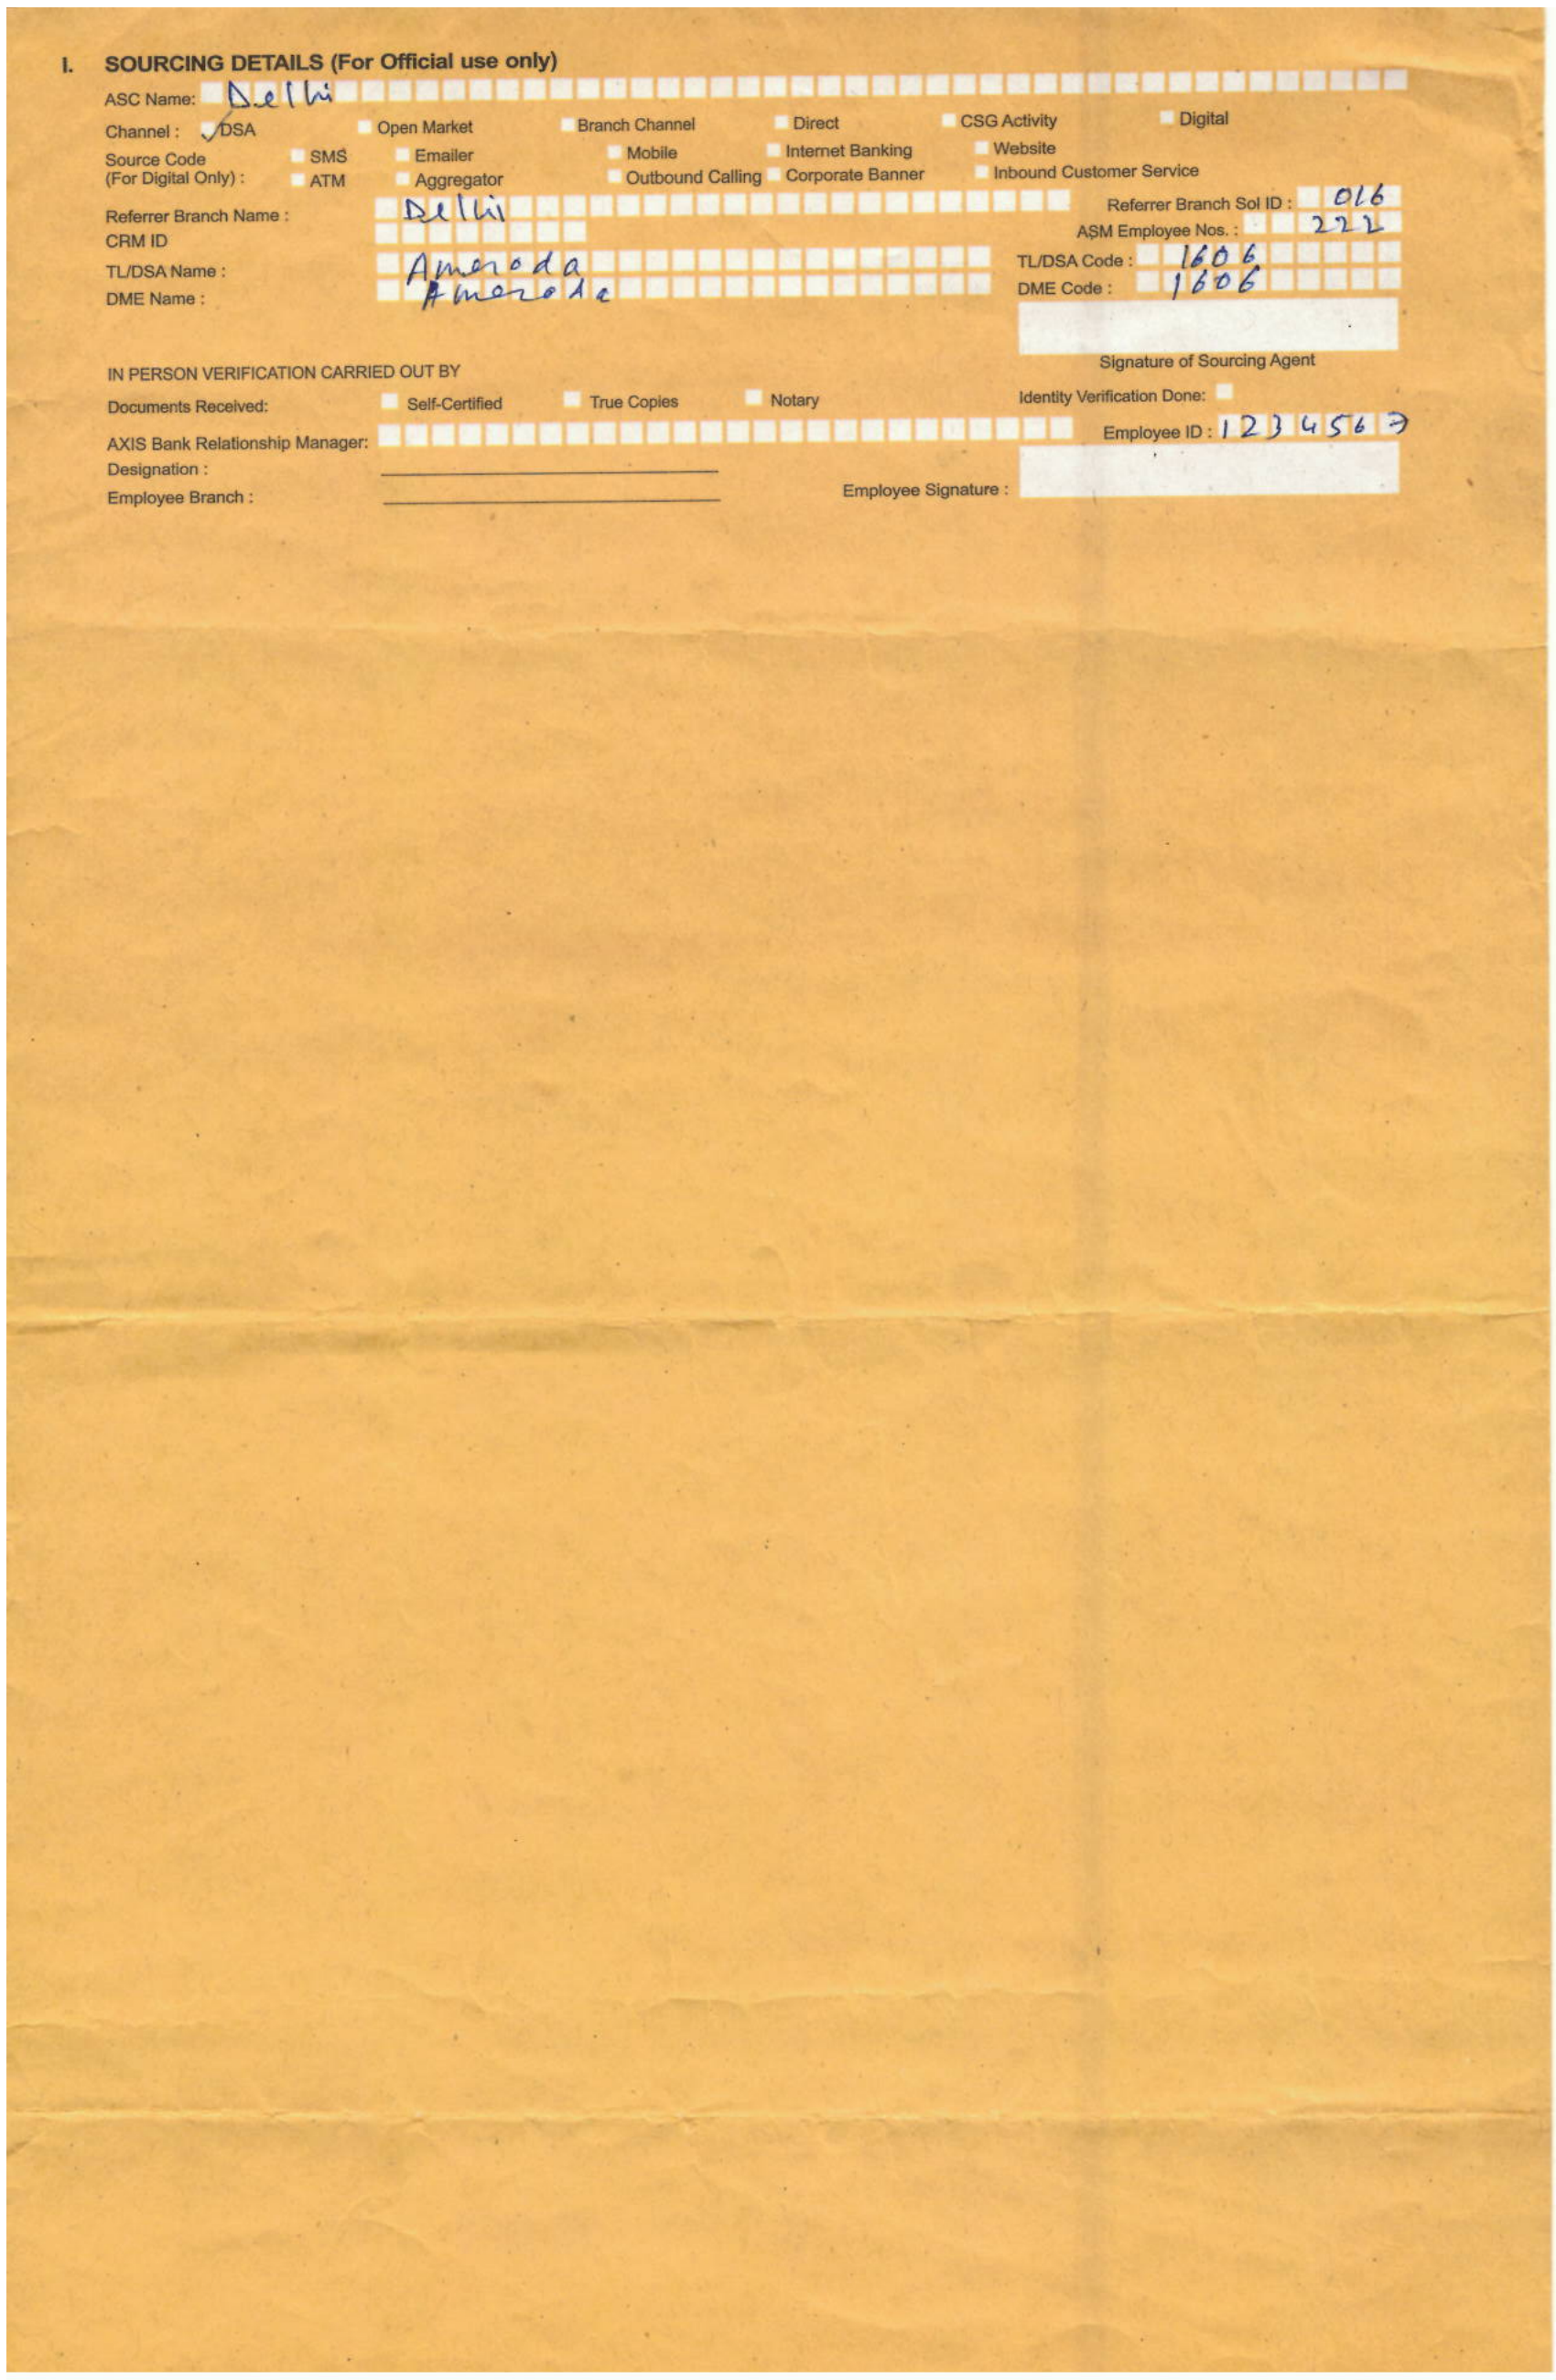 I. SOURCING DETAILS (For Official use only)
ASC Name: Delhi
Channel : DSA Open Market Branch Channel Direct CSG Activity Digital
Source Code SMS Emailer Mobile Internet Banking Website
(For Digital Only) : ATM Aggregator Outbound Calling Corporate Banner Inbound Customer Service
Referrer Branch Name : Delhi Referrer Branch Sol ID : 016
CRM ID ASM Employee Nos. : 222
TL/DSA Name : Ameroda TL/DSA Code : 1606
DME Name : Ameroda DME Code : 1606
Signature of Sourcing Agent
IN PERSON VERIFICATION CARRIED OUT BY
Documents Received: Self-Certified True Copies Notary Identity Verification Done:
AXIS Bank Relationship Manager: Employee ID : 1234567
Designation :
Employee Branch : Employee Signature :